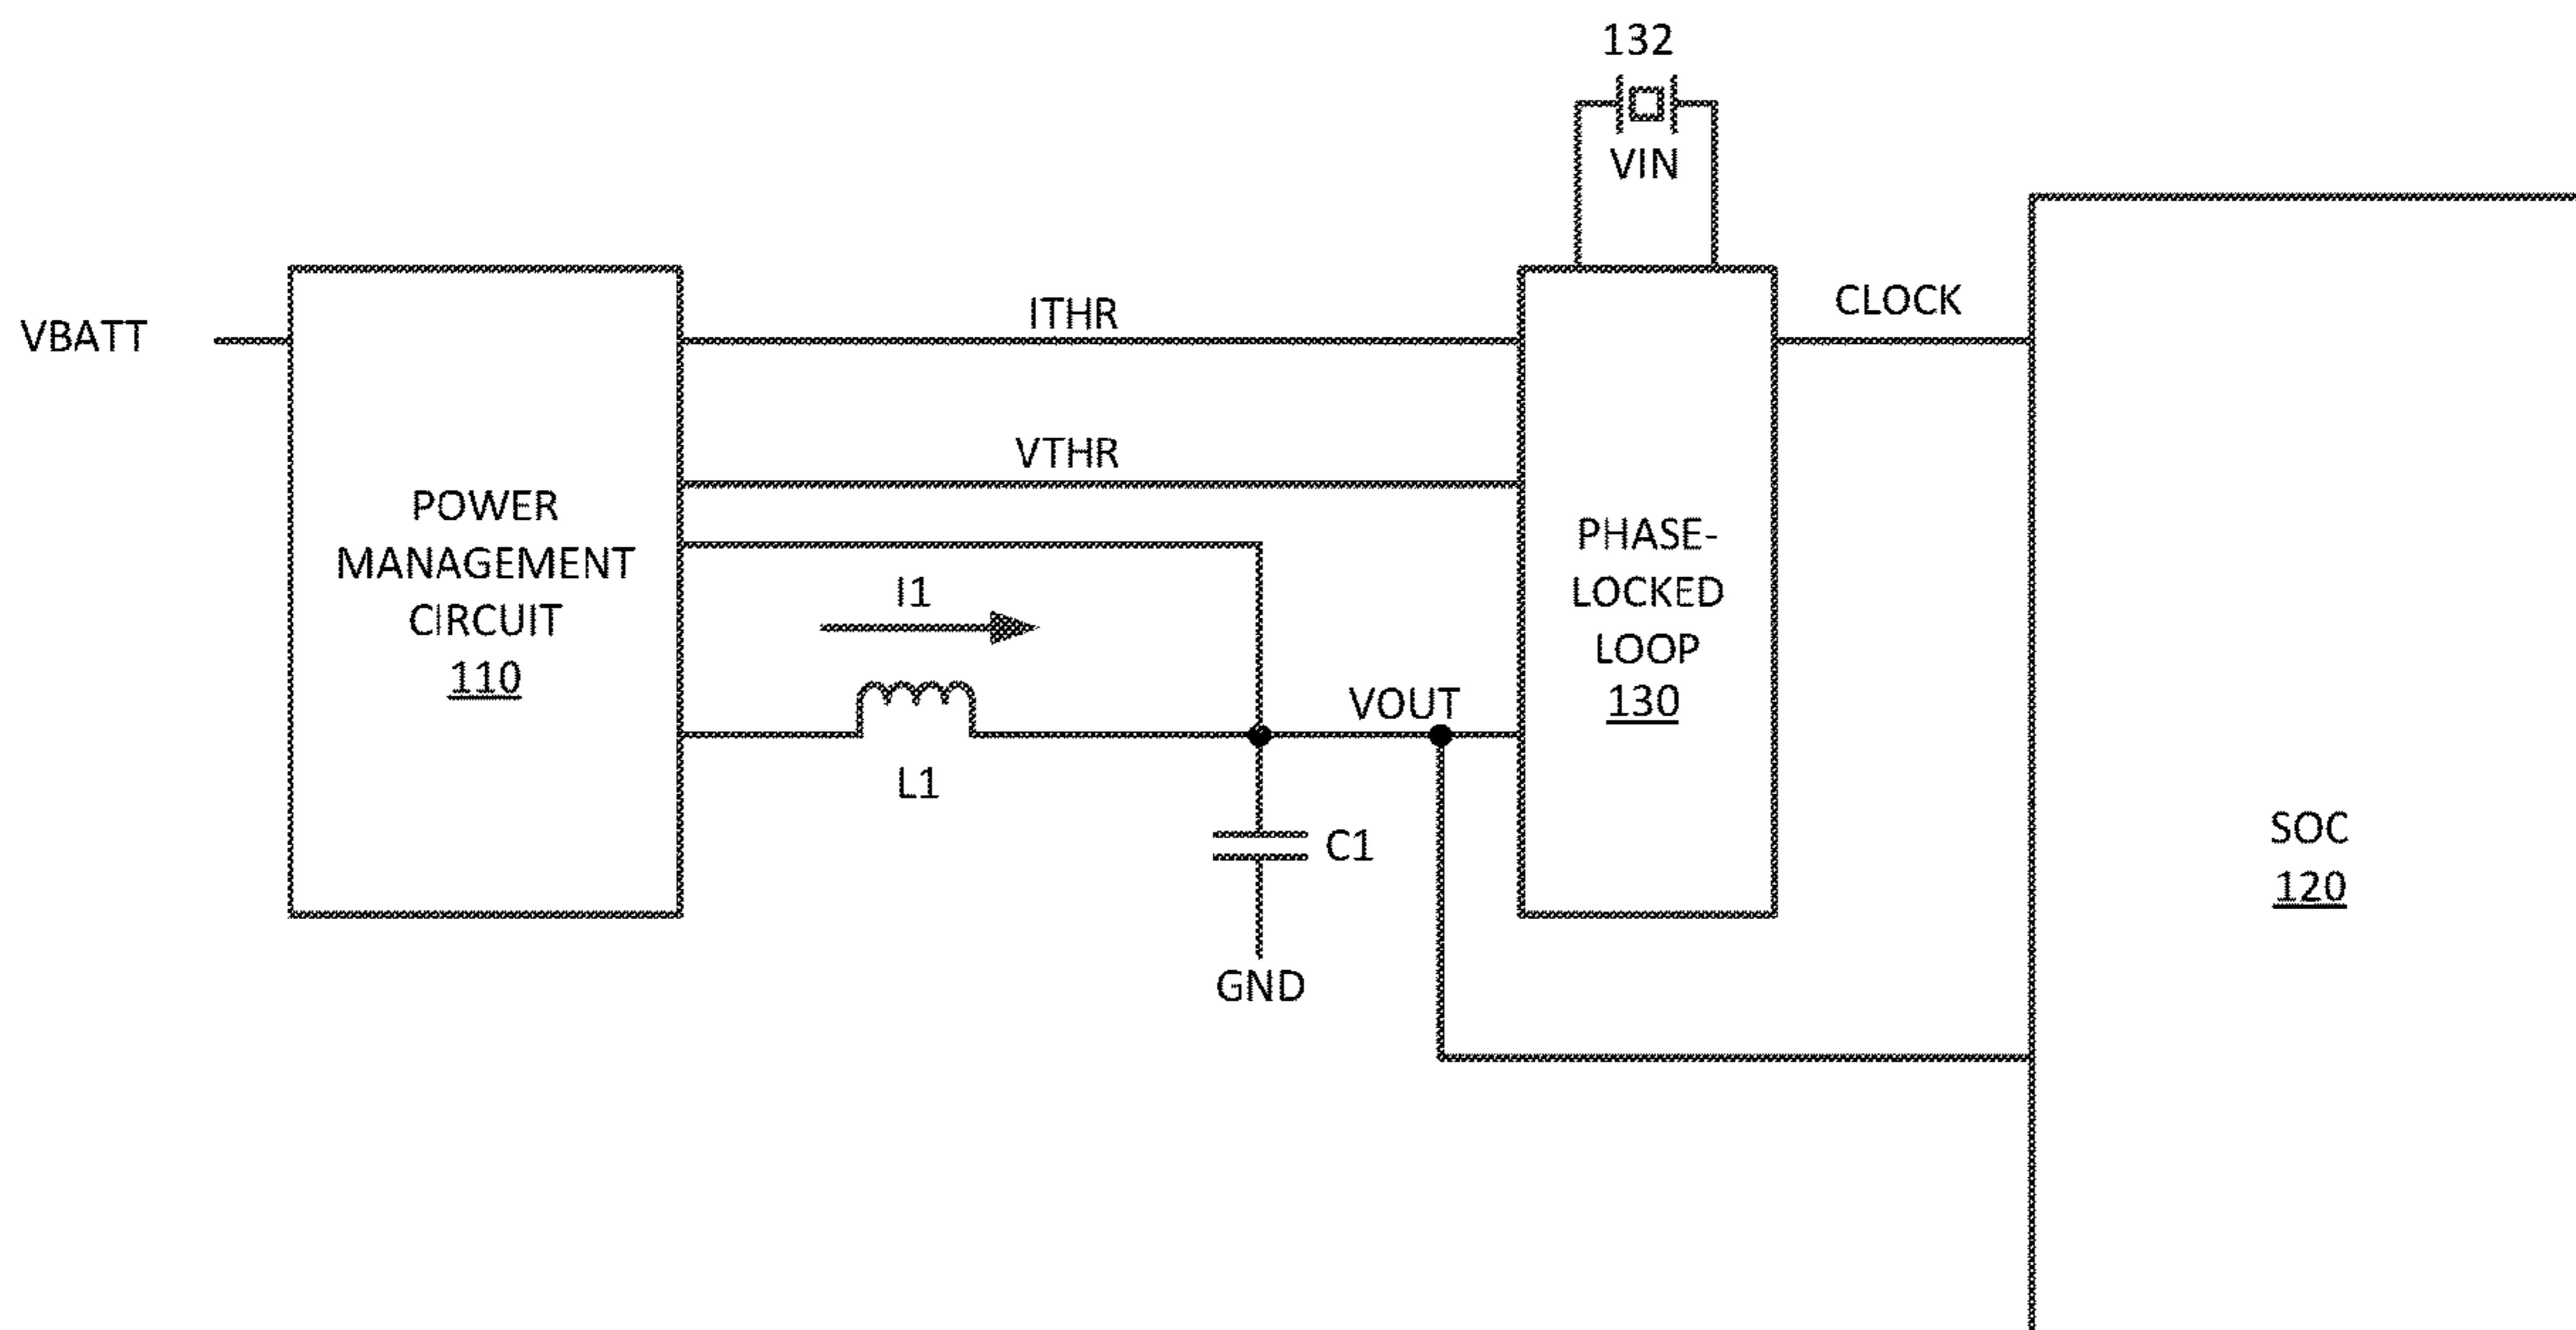 132
VIN
VBATT
ITHR
CLOCK
VTHR
POWER
MANAGEMENT
CIRCUIT
110
I1
L1
VOUT
PHASE-
LOCKED
LOOP
130
C1
GND
SOC
120